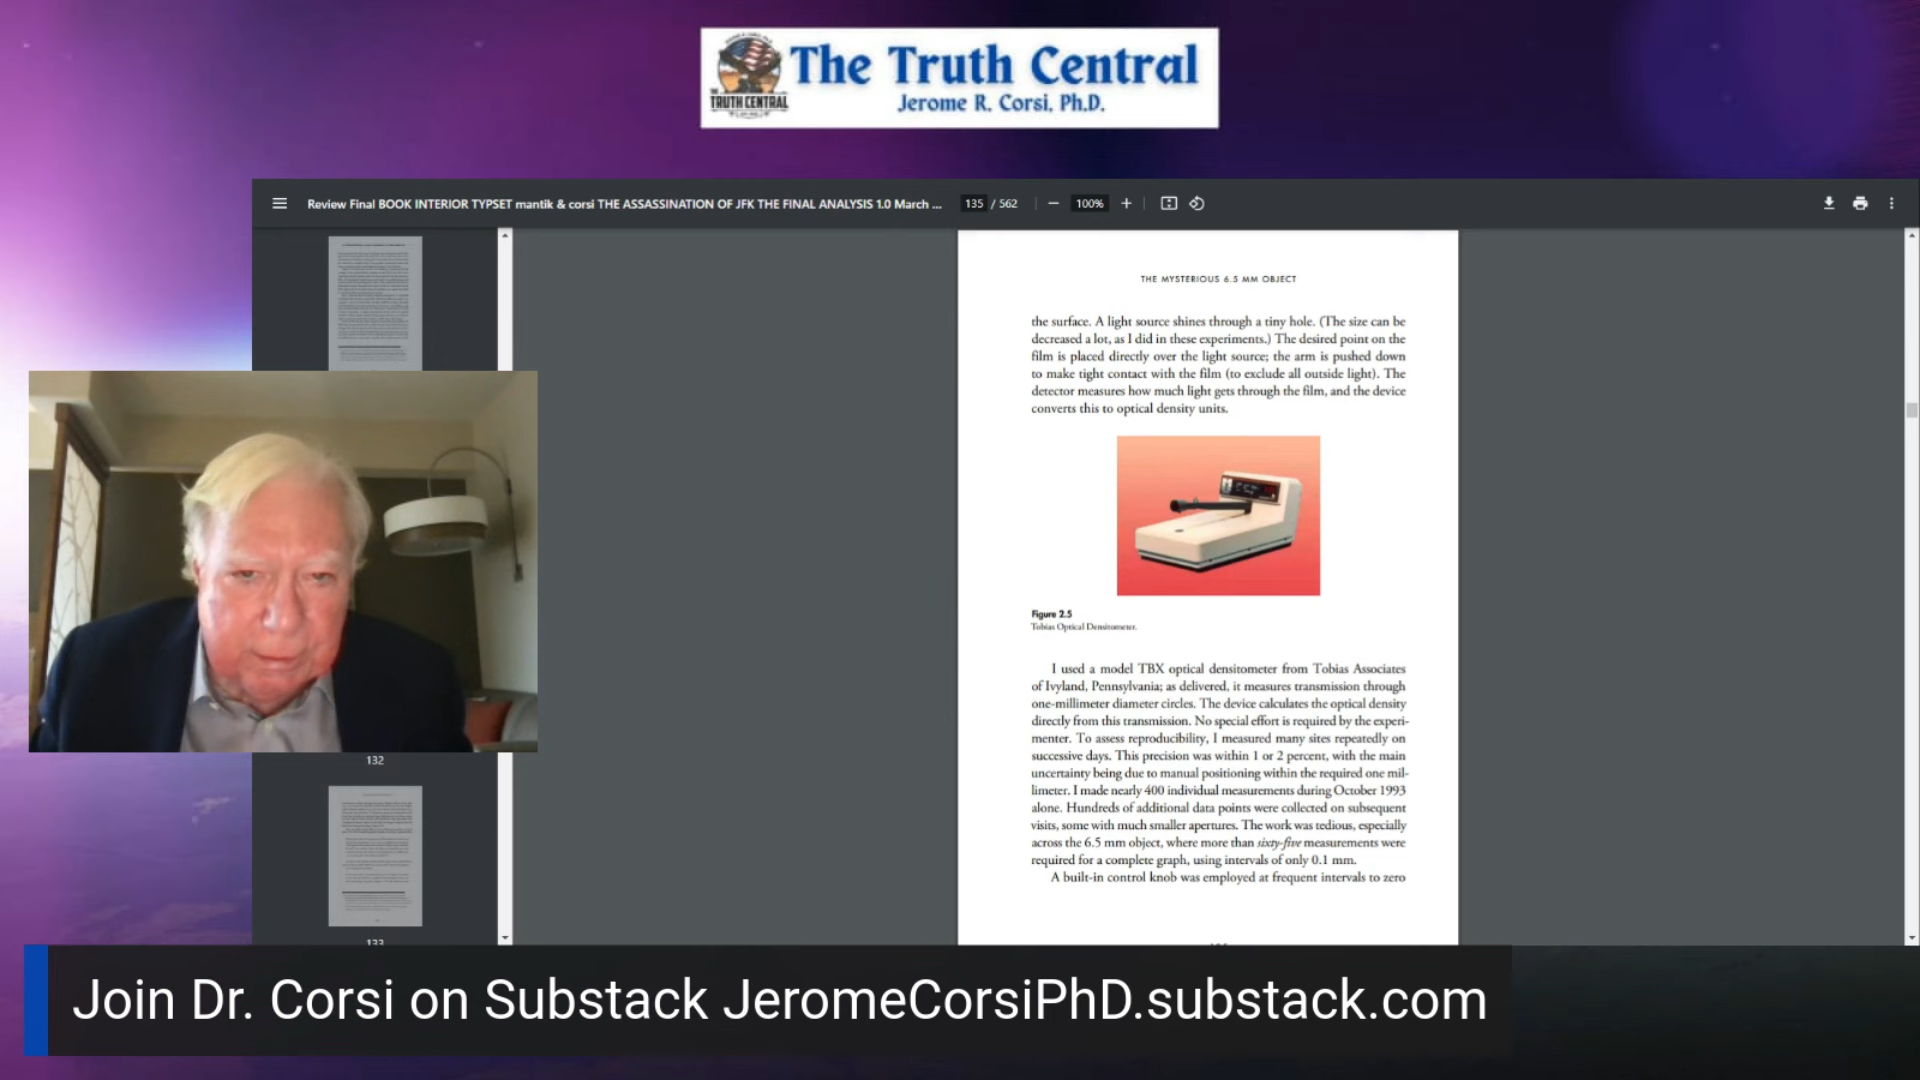 The Truth Central
TRUTH CENTRAL
Jerome R. Corsi, Ph.D.
Review Final BOOK INTERIOR TYPSET mantik & corsi THE ASSASSINATION OF JFK THE FINAL ANALYSIS 1.0 March ...
135 / 562
100%
THE MYSTERIOUS 6.5 MM OBJECT
the surface. A light source shines through a tiny hole. (The size can be
decreased a lot, as I did in these experiments.) The desired point on the
film is placed directly over the light source; the arm is pushed down
to make tight contact with the film (to exclude all outside light). The
detector measures how much light gets through the film, and the device
converts this to optical density units.
Figure 2.5
Tobias Optical Densitometer.
I used a model TBX optical densitometer from Tobias Associates
of Ivyland, Pennsylvania; as delivered, it measures transmission through
one-millimeter diameter circles. The device calculates the optical density
directly from this transmission. No special effort is required by the experi-
menter. To assess reproducibility, I measured many sites repeatedly on
successive days. This precision was within 1 or 2 percent, with the main
uncertainty being due to manual positioning within the required one mil-
limeter. I made nearly 400 individual measurements during October 1993
alone. Hundreds of additional data points were collected on subsequent
visits, some with much smaller apertures. The work was tedious, especially
across the 6.5 mm object, where more than sixty-five measurements were
required for a complete graph, using intervals of only 0.1 mm.
A built-in control knob was employed at frequent intervals to zero
132
133
Join Dr. Corsi on Substack JeromeCorsiPhD.substack.com